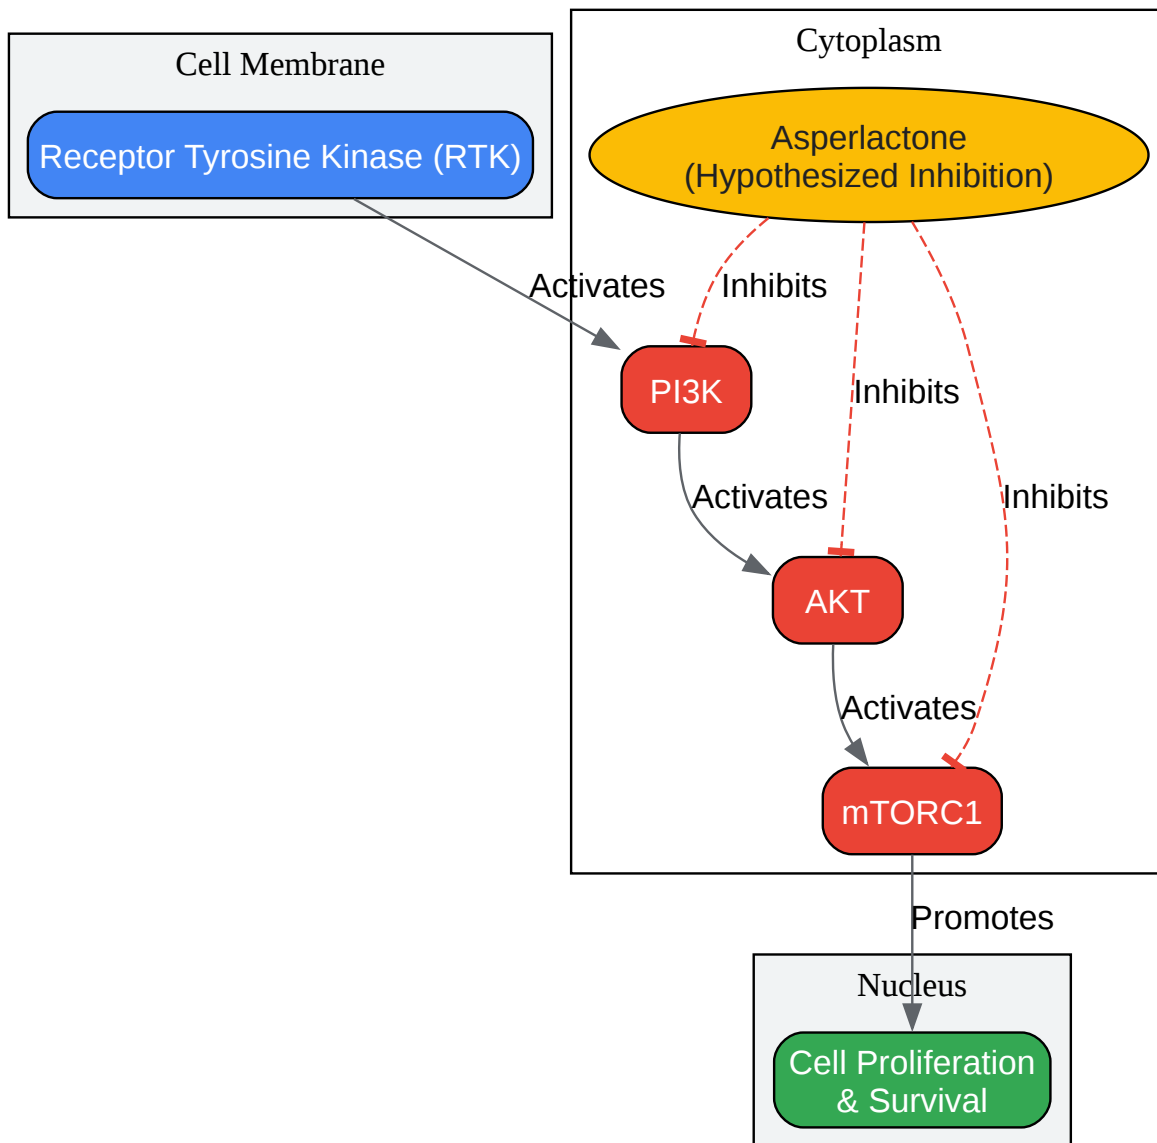 Cell Membrane
Receptor Tyrosine Kinase (RTK)
Cytoplasm
Asperlactone
(Hypothesized Inhibition)
Activates
Inhibits
PI3K
Inhibits
Activates
Inhibits
AKT
Activates
mTORC1
Promotes
Nucleus
Cell Proliferation
& Survival